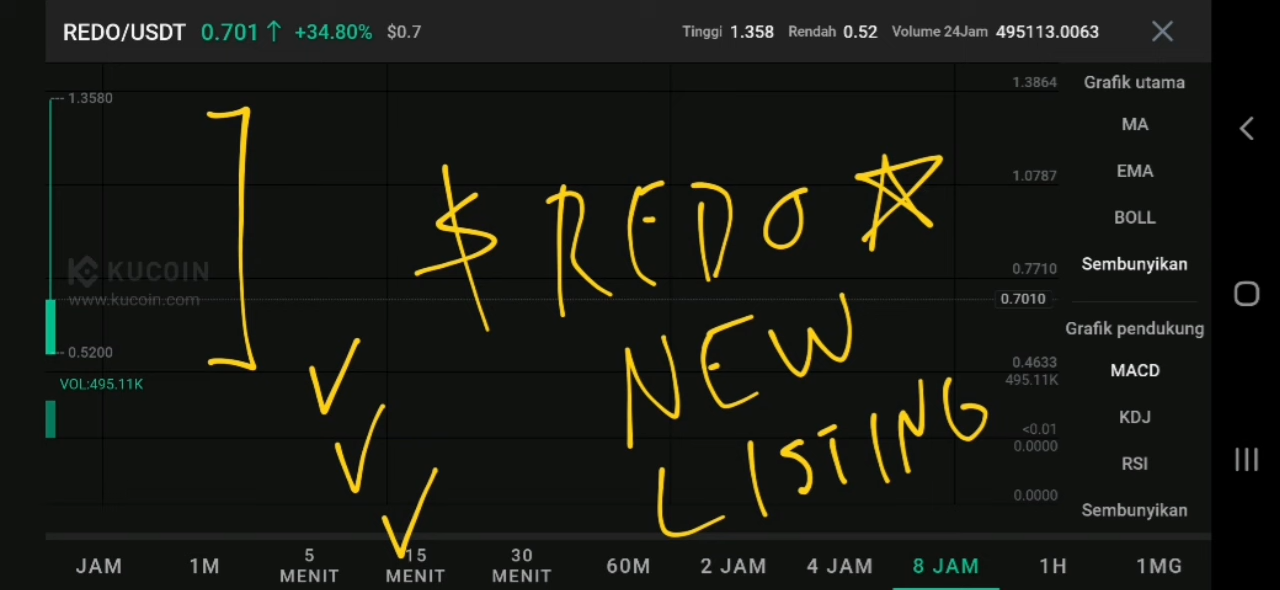 REDO/USDT 0.701 ↑ +34.80% $0.7 Tinggi 1.358 Rendah 0.52 Volume 24Jam 495113.0063
1.3864 Grafik utama
1.3580
MA
1.0787 EMA
$ REDO
BOLL
KUCOIN 0.7710 Sembunyikan
www.kucoin.com 0.7010
NEW
Grafik pendukung
0.5200 0.4633
VOL:495.11K 495.11K MACD
LISTING
<0.01 KDJ
0.0000
RSI
0.0000 Sembunyikan
JAM 1M 5 MENIT 15 MENIT 30 MENIT 60M 2 JAM 4 JAM 8 JAM 1H 1MG